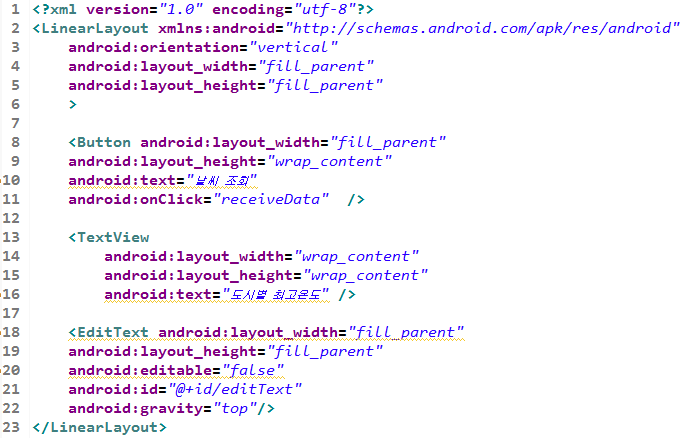 1 <?xml version="1.0" encoding="utf-8"?>
2 <LinearLayout xmlns:android="http://schemas.android.com/apk/res/android"
3 android:orientation="vertical"
4 android:layout_width="fill_parent"
5 android:layout_height="fill_parent"
6 >
7
8 <Button android:layout_width="fill_parent"
9 android:layout_height="wrap_content"
10 android:text="날씨 조회"
11 android:onClick="receiveData" />
12
13 <TextView
14 android:layout_width="wrap_content"
15 android:layout_height="wrap_content"
16 android:text="도시별 최고온도" />
17
18 <EditText android:layout_width="fill_parent"
19 android:layout_height="fill_parent"
20 android:editable="false"
21 android:id="@+id/editText"
22 android:gravity="top"/>
23 </LinearLayout>